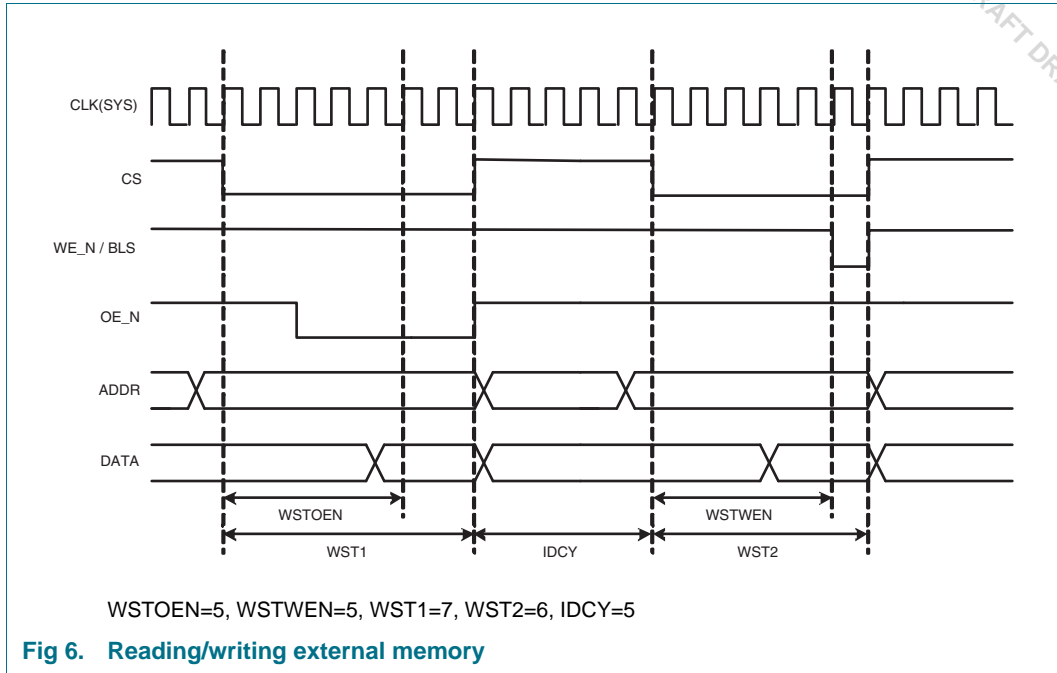 CLK(SYS)
CS
WE_N / BLS
OE_N
ADDR
DATA
WSTOEN
WSTWEN
WST1
IDCY
WST2
WSTOEN=5, WSTWEN=5, WST1=7, WST2=6, IDCY=5
Fig 6. Reading/writing external memory